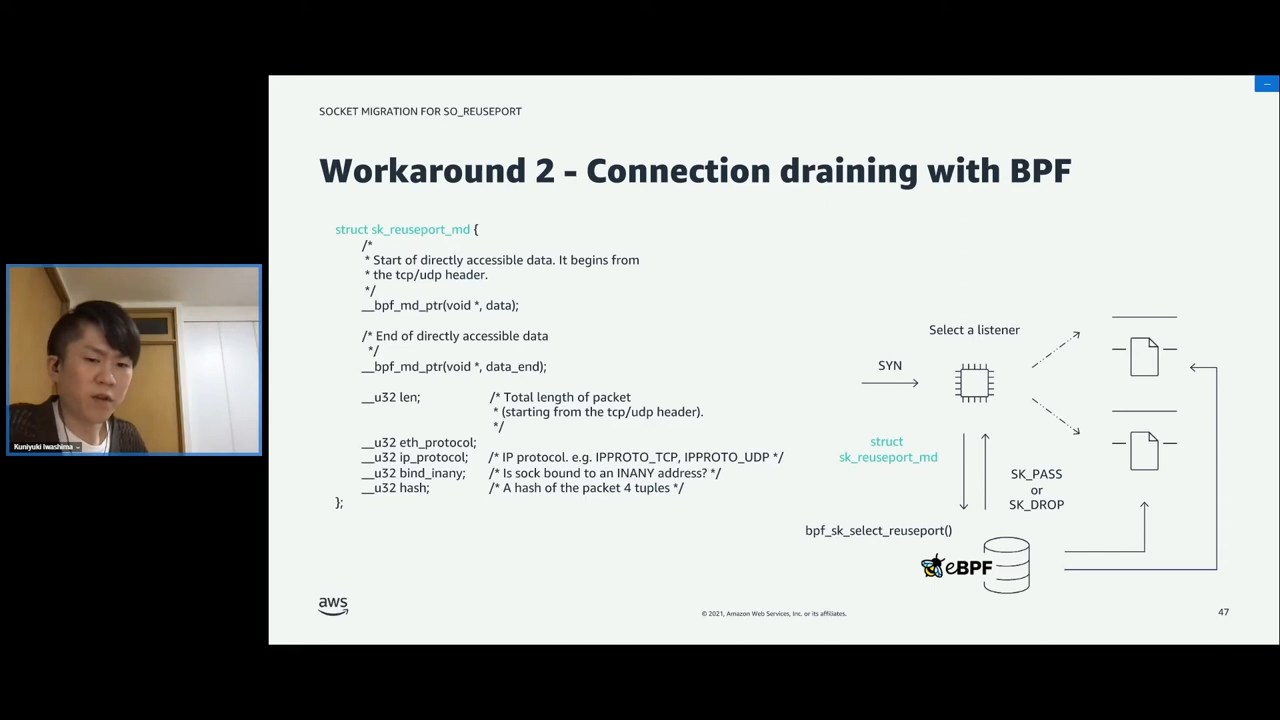 SOCKET MIGRATION FOR SO_REUSEPORT
Workaround 2 - Connection draining with BPF
struct sk_reuseport_md {
/*
* Start of directly accessible data. It begins from
* the tcp/udp header.
*/
__bpf_md_ptr(void *, data);
/* End of directly accessible data
*/
__bpf_md_ptr(void *, data_end);
__u32 len; /* Total length of packet
* (starting from the tcp/udp header).
*/
__u32 eth_protocol;
__u32 ip_protocol; /* IP protocol. e.g. IPPROTO_TCP, IPPROTO_UDP */
__u32 bind_inany; /* Is sock bound to an INANY address? */
__u32 hash; /* A hash of the packet 4 tuples */
};
Select a listener
SYN
struct
sk_reuseport_md
SK_PASS
or
SK_DROP
bpf_sk_select_reuseport()
eBPF
Kuniyuki Iwashima
aws
© 2021, Amazon Web Services, Inc. or its affiliates.
47